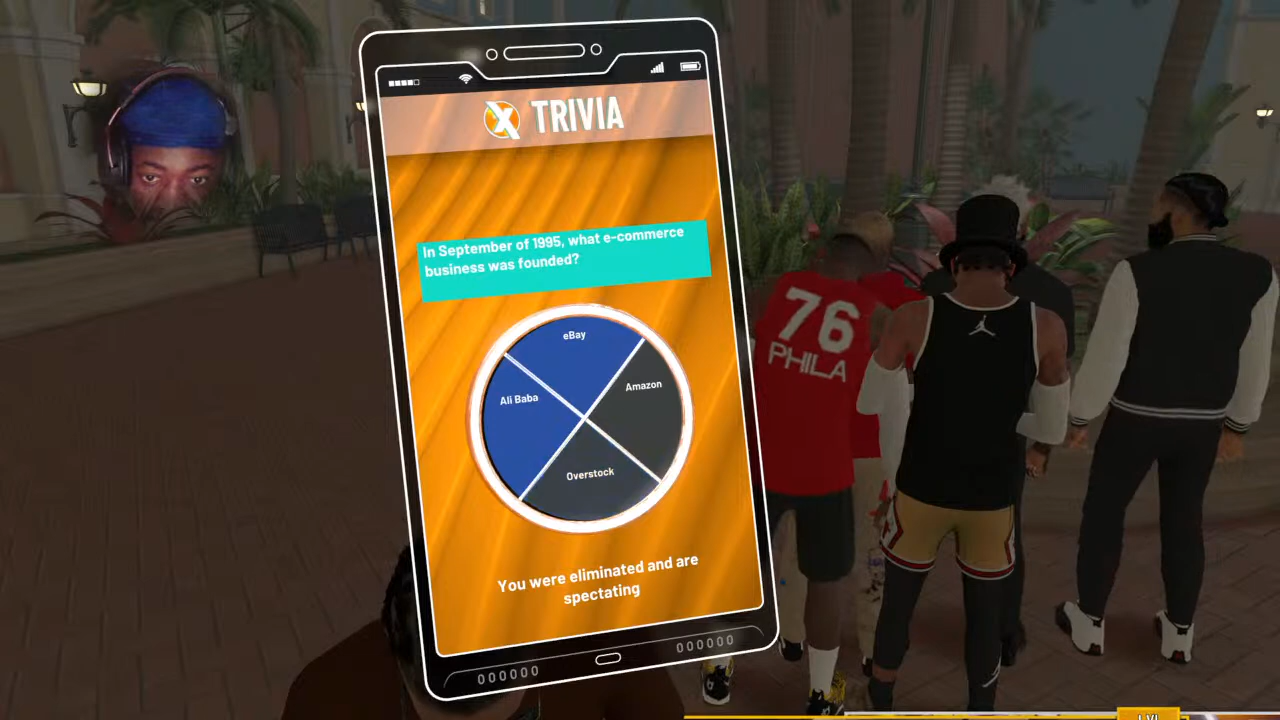 TRIVIA
In September of 1995, what e-commerce
business was founded?
eBay
Amazon
Ali Baba
Overstock
You were eliminated and are
spectating
76
PHILA
LVL